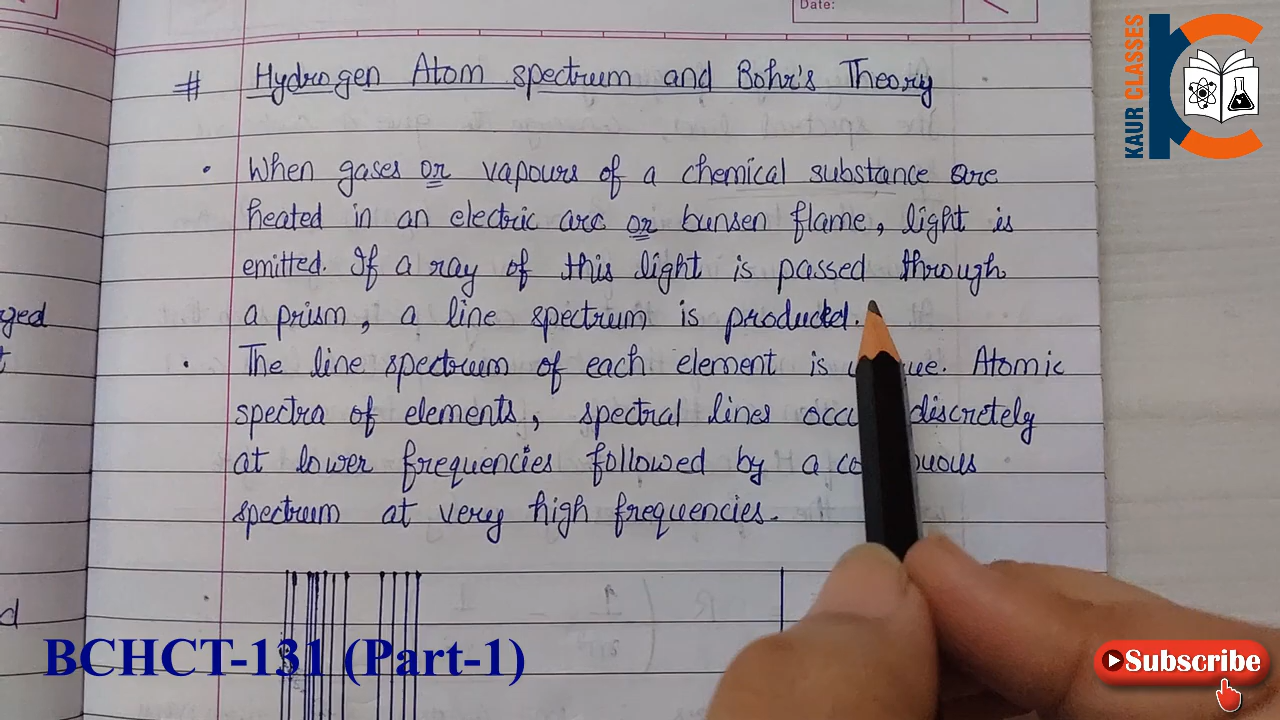 Date:
KAUR CLASSES
# Hydrogen Atom spectrum and Bohr's Theory
• When gases or vapours of a chemical substance are
heated in an electric arc or bunsen flame, light is
emitted. If a ray of this light is passed through
a prism, a line spectrum is produced.
• The line spectrum of each element is Atomic
spectra of elements, spectral lines discretely
at lower frequencies followed by a
spectrum at very high frequencies.
BCHCT-131 (Part-1)
Subscribe